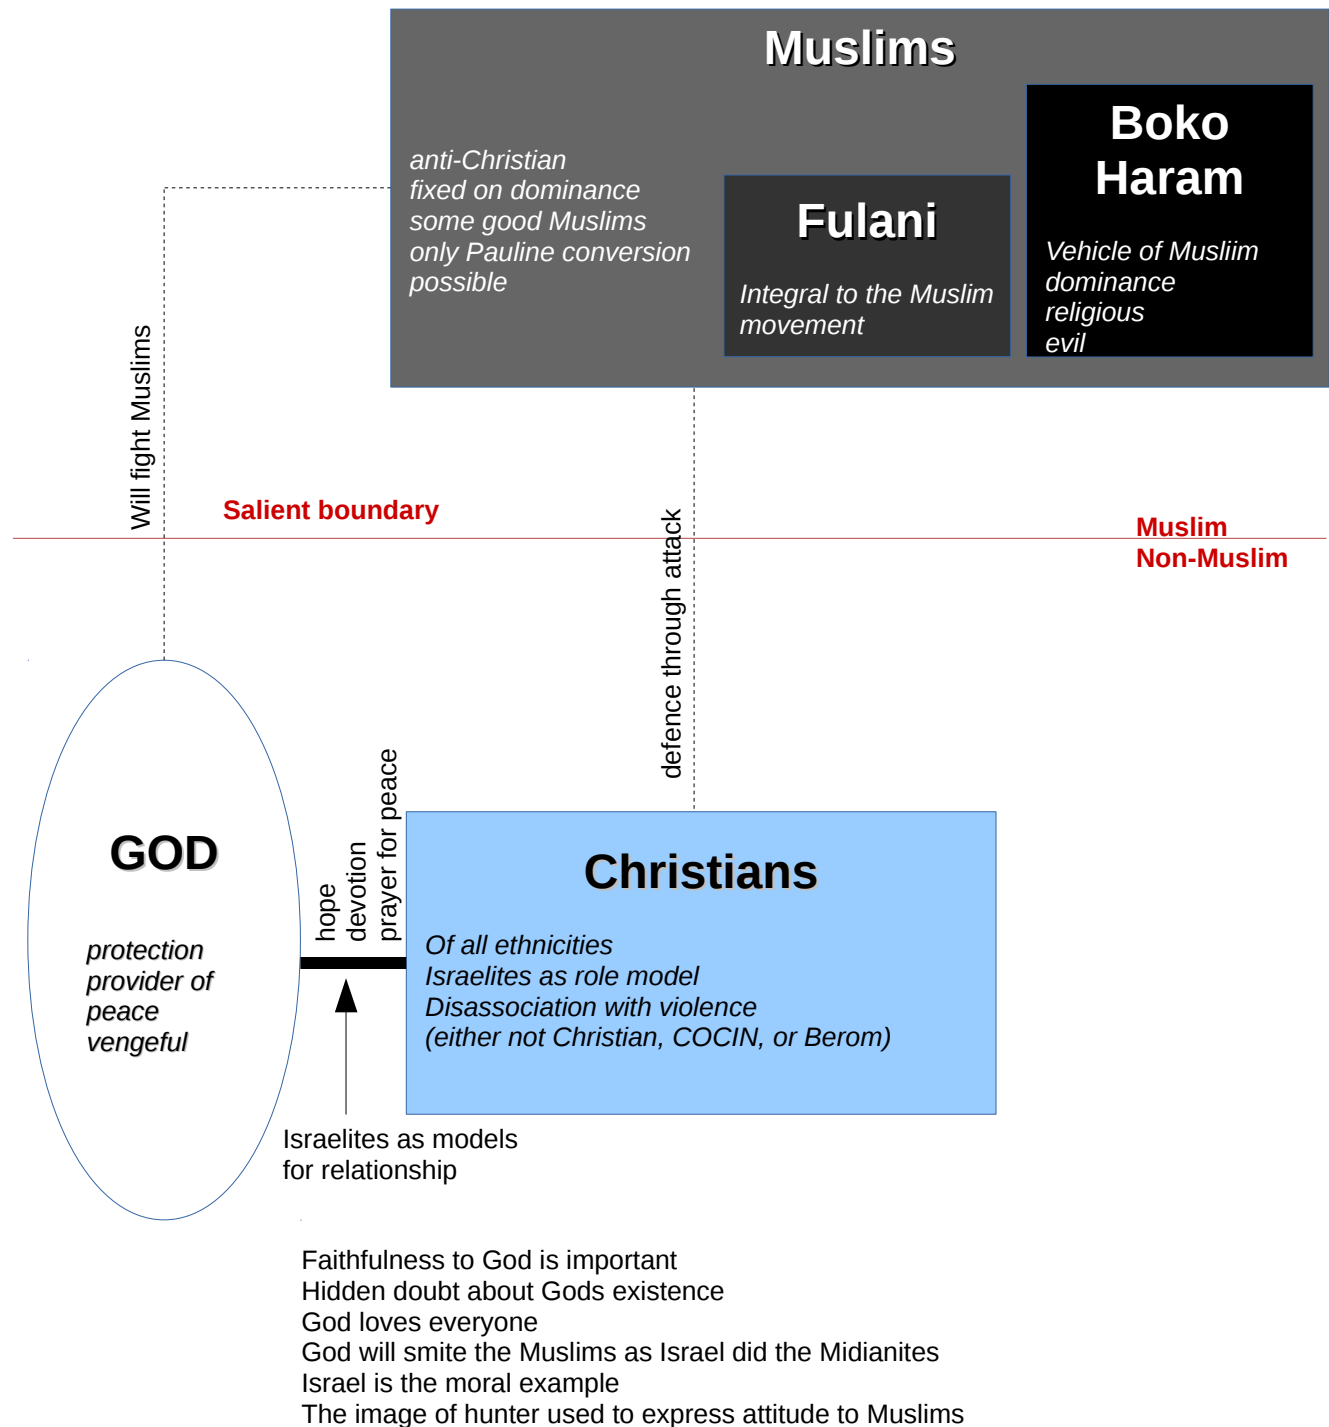 Muslims
anti-Christian
fixed on dominance
some good Muslims
only Pauline conversion
possible
Fulani
Integral to the Muslim
movement
Boko
Haram
Vehicle of Musliim
dominance
religious
evil
Will fight Muslims
Salient boundary
Muslim
Non-Muslim
defence through attack
GOD
protection
provider of
peace
vengeful
hope
devotion
prayer for peace
Christians
Of all ethnicities
Israelites as role model
Disassociation with violence
(either not Christian, COCIN, or Berom)
Israelites as models
for relationship
Faithfulness to God is important
Hidden doubt about Gods existence
God loves everyone
God will smite the Muslims as Israel did the Midianites
Israel is the moral example
The image of hunter used to express attitude to Muslims